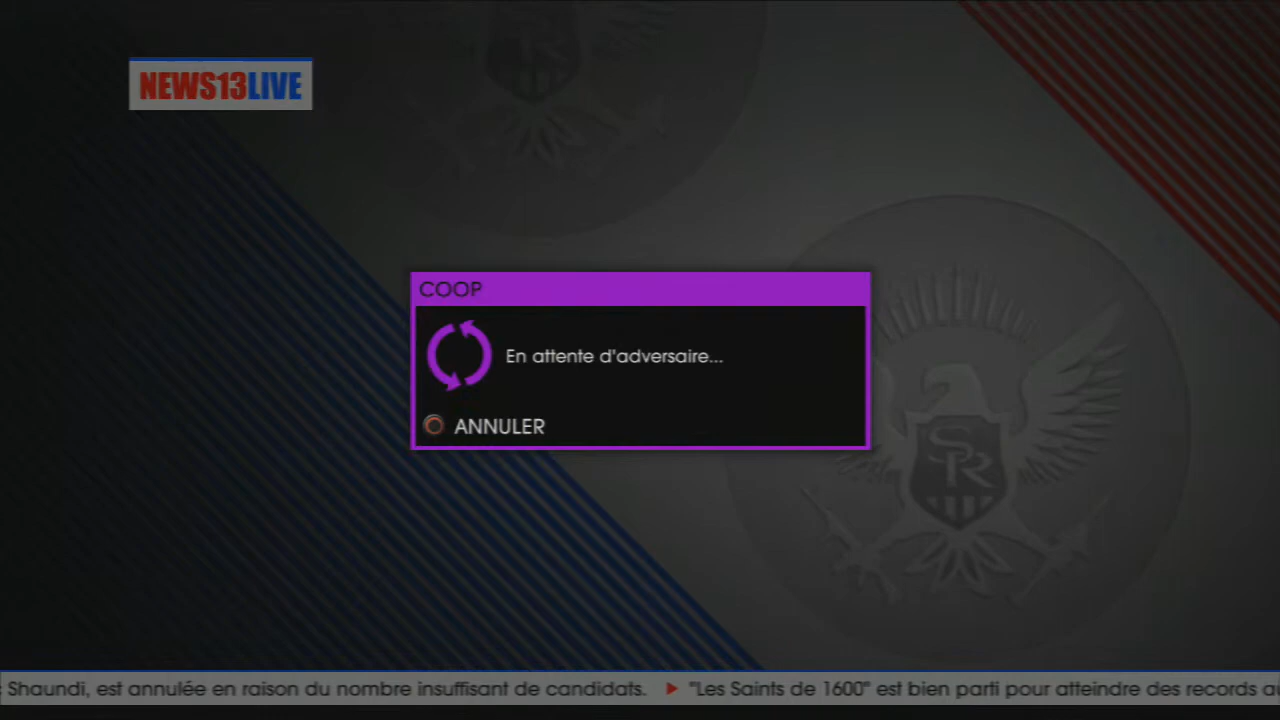 NEWS13LIVE
COOP
En attente d'adversaire...
ANNULER
Shaundi, est annulée en raison du nombre insuffisant de candidats. "Les Saints de 1600" est bien parti pour atteindre des records